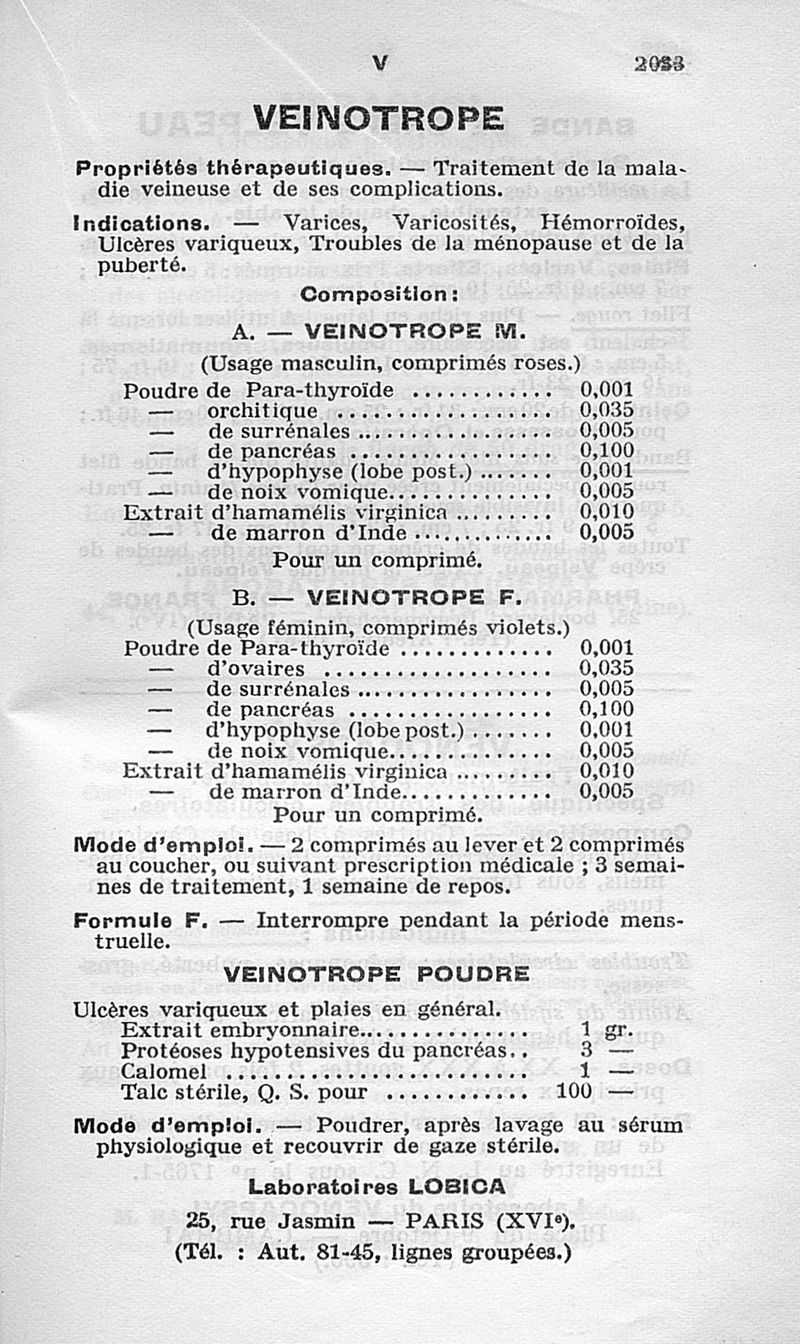 V
VEINOTROPE
Propriétés thérapeutiques. — Traitement de la mala-
die veineuse et de ses complications.
Indications. — Varices, Varicosités, Hémorroïdes,
Ulcères variqueux, Troubles de la ménopause et de la
puberté.
Composition :
A. — VEINOTROPE M.
(Usage masculin, comprimés roses.)
Poudre de Para-thyroïde ............ 0,001
— orchitique ................... 0,035
— de surrénales ................ 0,005
— de pancréas ................. 0,100
— d'hypophyse (lobe post.) ....... 0,001
— de noix vomique.............. 0,005
Extrait d'hamamélis virginica ......... 0,010
— de marron d'Inde .............. 0,005
Pour un comprimé.
B. — VEINOTROPE F.
(Usage féminin, comprimés violets.)
Poudre de Para-thyroïde ............. 0,001
— d'ovaires ................... 0,035
— de surrénales ................ 0,005
— de pancréas ................. 0,100
— d'hypophyse (lobe post.) ....... 0,001
— de noix vomique.............. 0,005
Extrait d'hamamélis virginica ......... 0,010
— de marron d'Inde............. 0,005
Pour un comprimé.
Mode d'emploi. — 2 comprimés au lever et 2 comprimés
au coucher, ou suivant prescription médicale ; 3 semai-
nes de traitement, 1 semaine de repos.
Formule F. — Interrompre pendant la période mens-
truelle.
VEINOTROPE POUDRE
Ulcères variqueux et plaies en général.
Extrait embryonnaire.............. 1 gr.
Protéoses hypotensives du pancréas.. 3 —
Calomel .......................... 1 —
Talc stérile, Q. S. pour ............ 100 —
Mode d'emploi. — Poudrer, après lavage au sérum
physiologique et recouvrir de gaze stérile.
Laboratoires LOBICA
25, rue Jasmin — PARIS (XVIe).
(Tél. : Aut. 81-45, lignes groupées.)